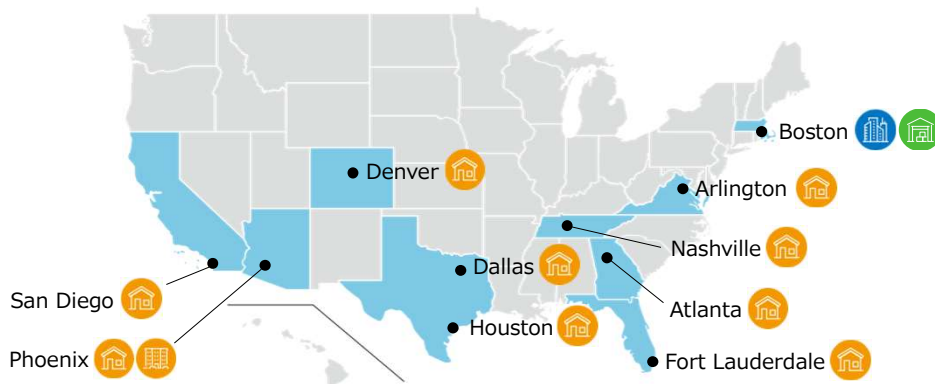 Boston
Denver
Arlington
Nashville
Dallas
San Diego
Atlanta
Houston
Phoenix
Fort Lauderdale